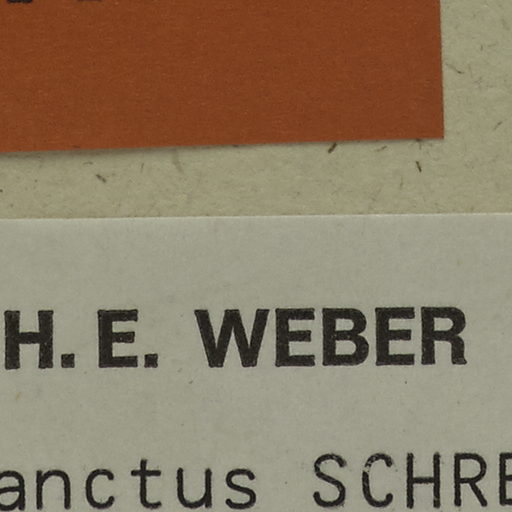 H. E. WEBER
anctus SCHRE